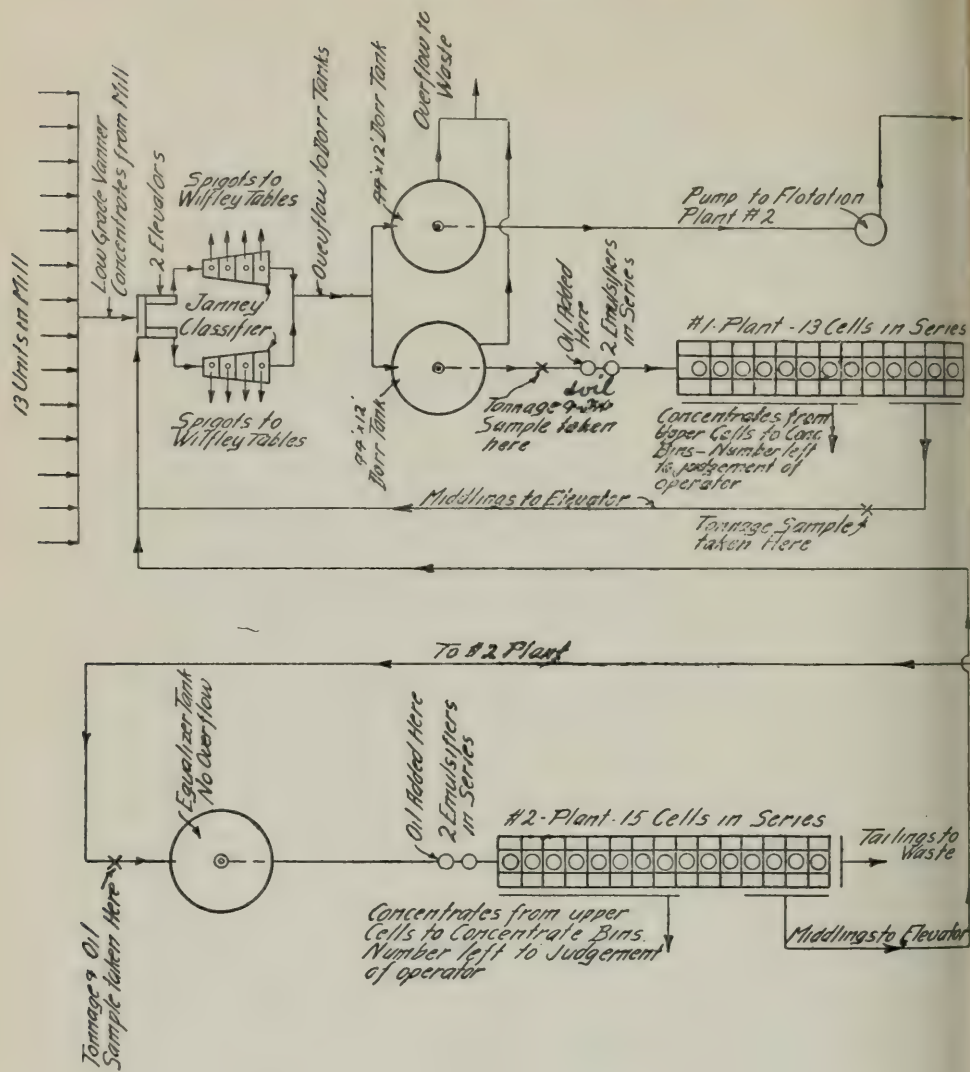 13 Units in Mill
Low Grade Vanner
Concentrates from Mill
2 Elevators
Spigots to
Wilfley Tables
Janney
Classifier
Spigots to
Wilfley Tables
Overflow to Dorr Tanks
44'x12' Dorr Tank
Overflow to
Waste
44'x12'
Dorr Tank
Pump to Flotation
Plant #2
Oil Added
Here
2 Emulsifiers
in Series
Tonnage & oil
Sample taken
here
#1-Plant-13 Cells in Series
Concentrates from
Upper Cells to Conc.
Bins-Number left
to judgement of
operator
Middlings to Elevator
Tonnage Sample
taken Here
To #2 Plant
Equalizer Tank
No Overflow
Oil Added Here
2 Emulsifiers
in Series
#2-Plant-15 Cells in Series
Tailings to
Waste
Concentrates from upper
Cells to Concentrate Bins.
Number left to Judgement
of operator
Middlings to Elevator
Tonnage & Oil
Sample taken Here